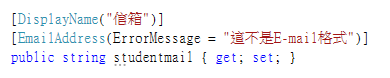 [DisplayName("信箱")]
[EmailAddress(ErrorMessage = "這不是E-mail格式")]
public string studentmail { get; set; }